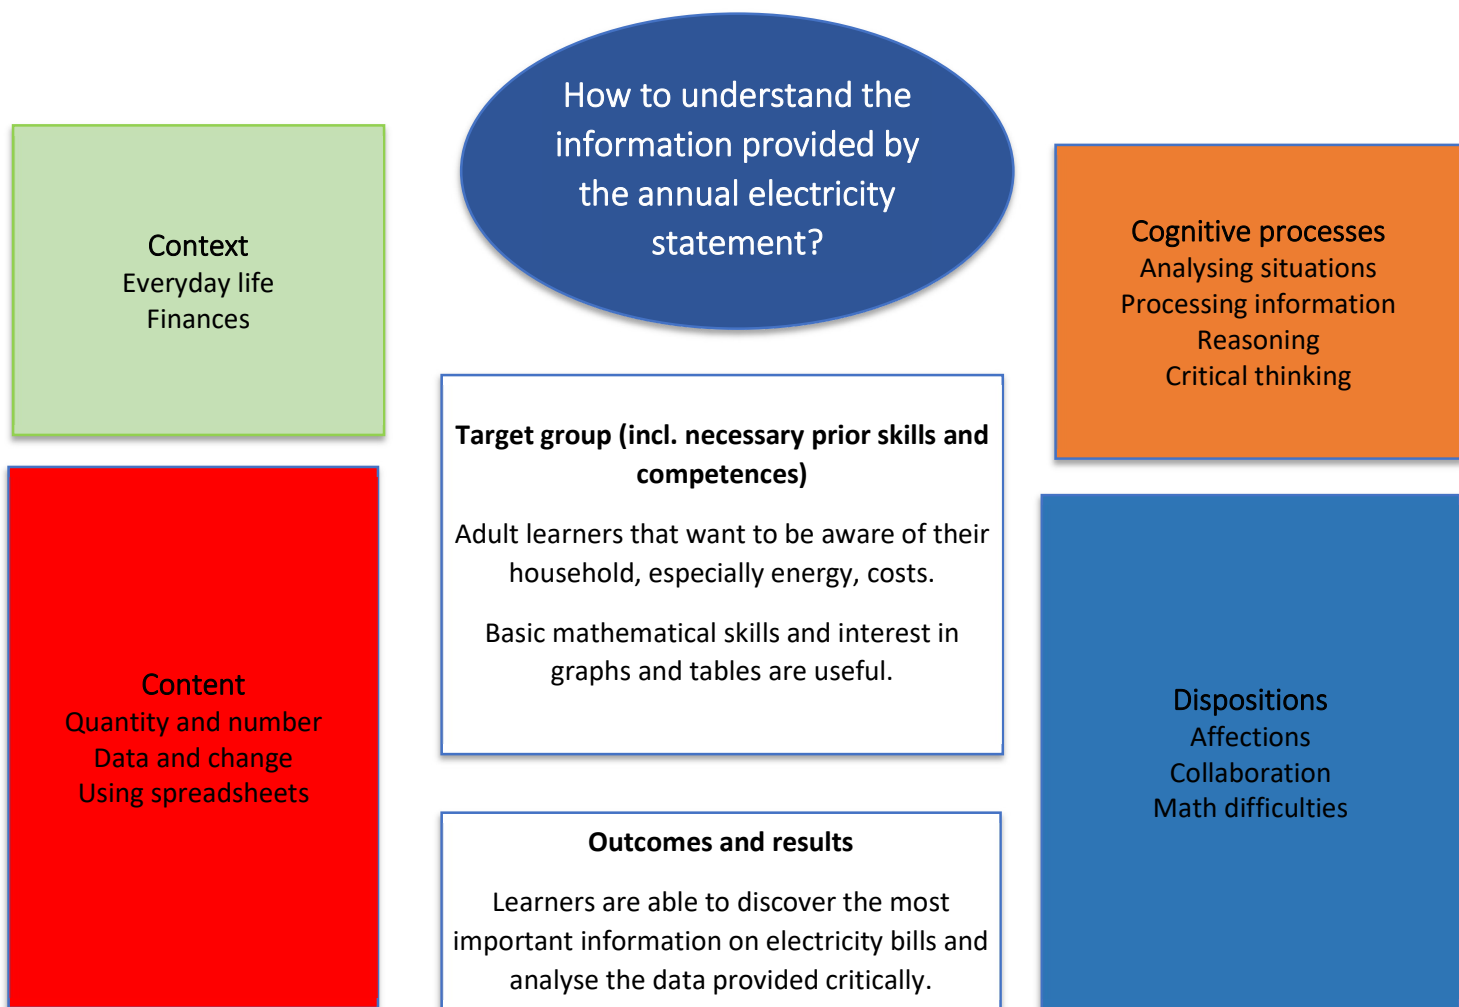 How to understand the
information provided by
the annual electricity
statement?
Context
Everyday life
Finances
Cognitive processes
Analysing situations
Processing information
Reasoning
Critical thinking
Target group (incl. necessary prior skills and
competences)
Adult learners that want to be aware of their
household, especially energy, costs.
Basic mathematical skills and interest in
graphs and tables are useful.
Content
Quantity and number
Data and change
Using spreadsheets
Dispositions
Affections
Collaboration
Math difficulties
Outcomes and results
Learners are able to discover the most
important information on electricity bills and
analyse the data provided critically.